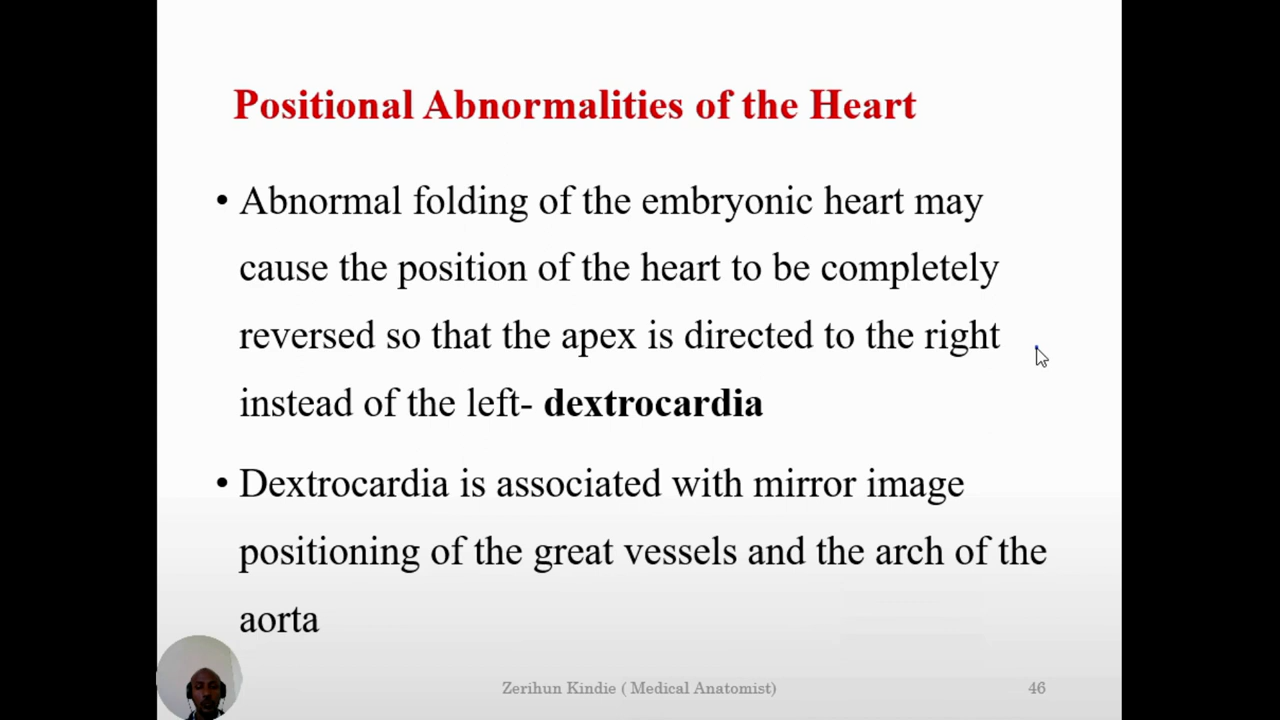 Positional Abnormalities of the Heart
• Abnormal folding of the embryonic heart may
cause the position of the heart to be completely
reversed so that the apex is directed to the right
instead of the left- dextrocardia
• Dextrocardia is associated with mirror image
positioning of the great vessels and the arch of the
aorta
Zerihun Kindie ( Medical Anatomist) 46